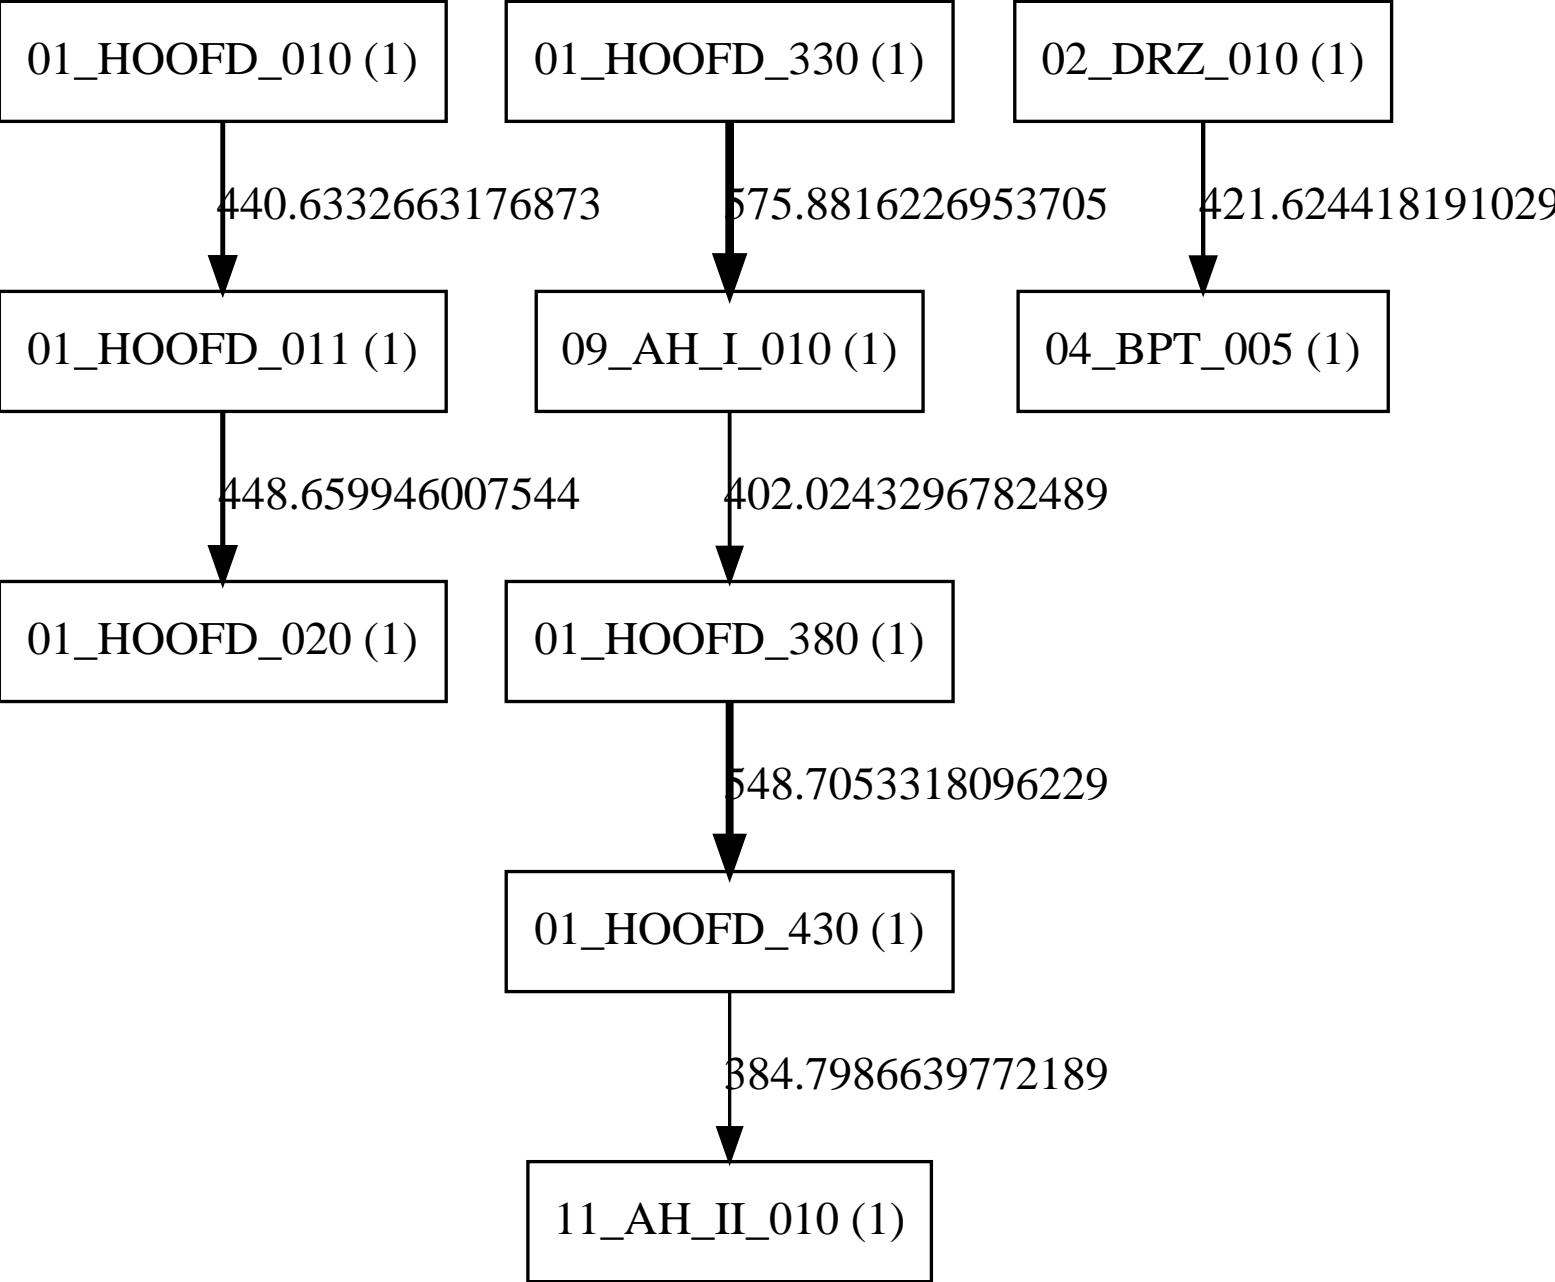 01_HOOFD_010 (1)
01_HOOFD_330 (1)
02_DRZ_010 (1)
440.6332663176873
575.8816226953705
421.624418191029
01_HOOFD_011 (1)
09_AH_I_010 (1)
04_BPT_005 (1)
448.659946007544
402.0243296782489
01_HOOFD_020 (1)
01_HOOFD_380 (1)
548.7053318096229
01_HOOFD_430 (1)
384.7986639772189
11_AH_II_010 (1)